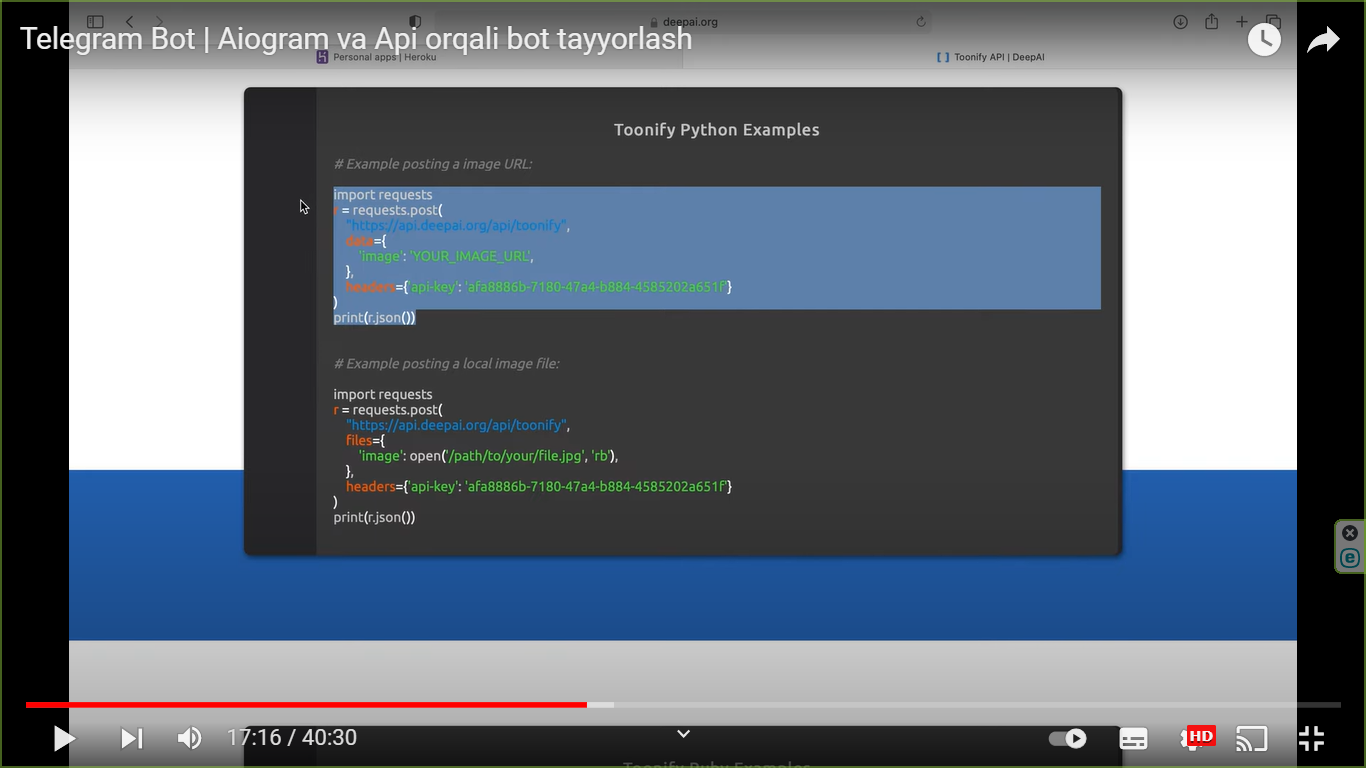 deepai.org
Telegram Bot | Aiogram va Api orqali bot tayyorlash
Personal apps | Heroku
Toonify API | DeepAI
Toonify Python Examples
# Example posting a image URL:
import requests
r = requests.post(
"https://api.deepai.org/api/toonify",
data={
'image': 'YOUR_IMAGE_URL',
},
headers={'api-key': 'afa8886b-7180-47a4-b884-4585202a651f'}
)
print(r.json())
# Example posting a local image file:
import requests
r = requests.post(
"https://api.deepai.org/api/toonify",
files={
'image': open('/path/to/your/file.jpg', 'rb'),
},
headers={'api-key': 'afa8886b-7180-47a4-b884-4585202a651f'}
)
print(r.json())
17:16 / 40:30
HD
Toonify Ruby Examples